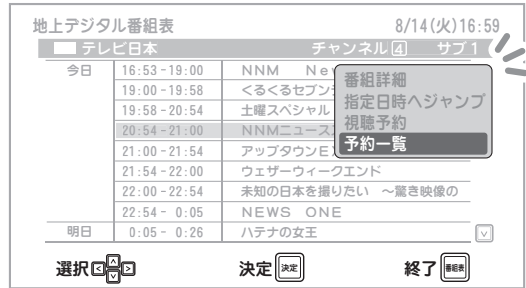 地上デジタル番組表 8/14(火)16:59
テレビ日本 チャンネル4 サブ1
今日 16:53-19:00 NNM Ne
19:00-19:58 くるくるセブン
19:58-20:54 土曜スペシャル
20:54-21:00 NNMニュース
21:00-21:54 アップタウンE
21:54-22:00 ウェザーウィークエンド
22:00-22:54 未知の日本を撮りたい ～驚き映像の
22:54- 0:05 NEWS ONE
明日 0:05- 0:26 ハテナの女王
番組詳細
指定日時へジャンプ
視聴予約
予約一覧
選択 決定 決定 終了 番組表